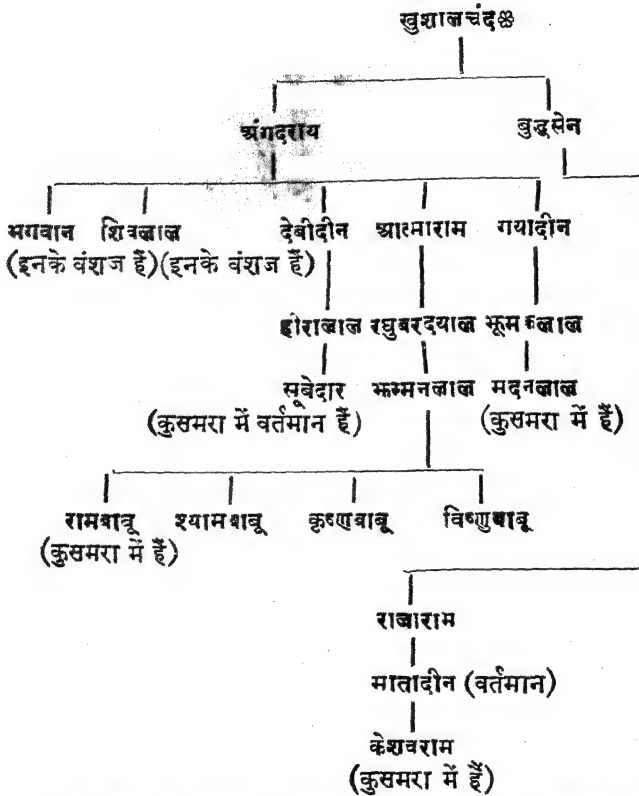 खुशालचंद❀
अंगदराय बुद्धसेन
भगवान शिवलाल देबीदीन आत्माराम गयादीन
(इनके वंशज हैं)(इनके वंशज हैं)
हीरालाल रघुबरदयाल भूमकलाल
सूबेदार झम्मनलाल मदनलाल
(कुसमरा में वर्तमान हैं) (कुसमरा में हैं)
रामबाबू श्यामबाबू कृष्णबाबू विष्णुबाबू
(कुसमरा में हैं)
राजाराम
मातादीन (वर्तमान)
केशवराम
(कुसमरा में हैं)